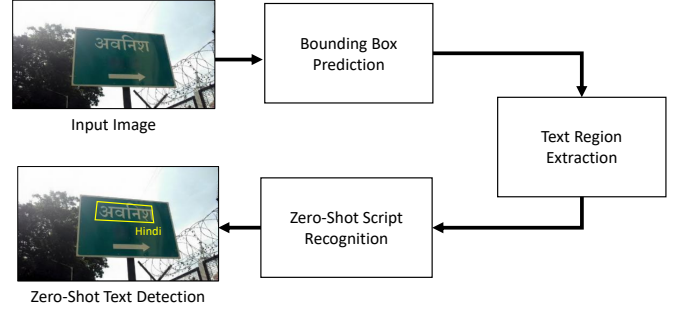 अवनिश
Input Image
Bounding Box
Prediction
Text Region
Extraction
Zero-Shot Script
Recognition
अवनिश
Hindi
Zero-Shot Text Detection